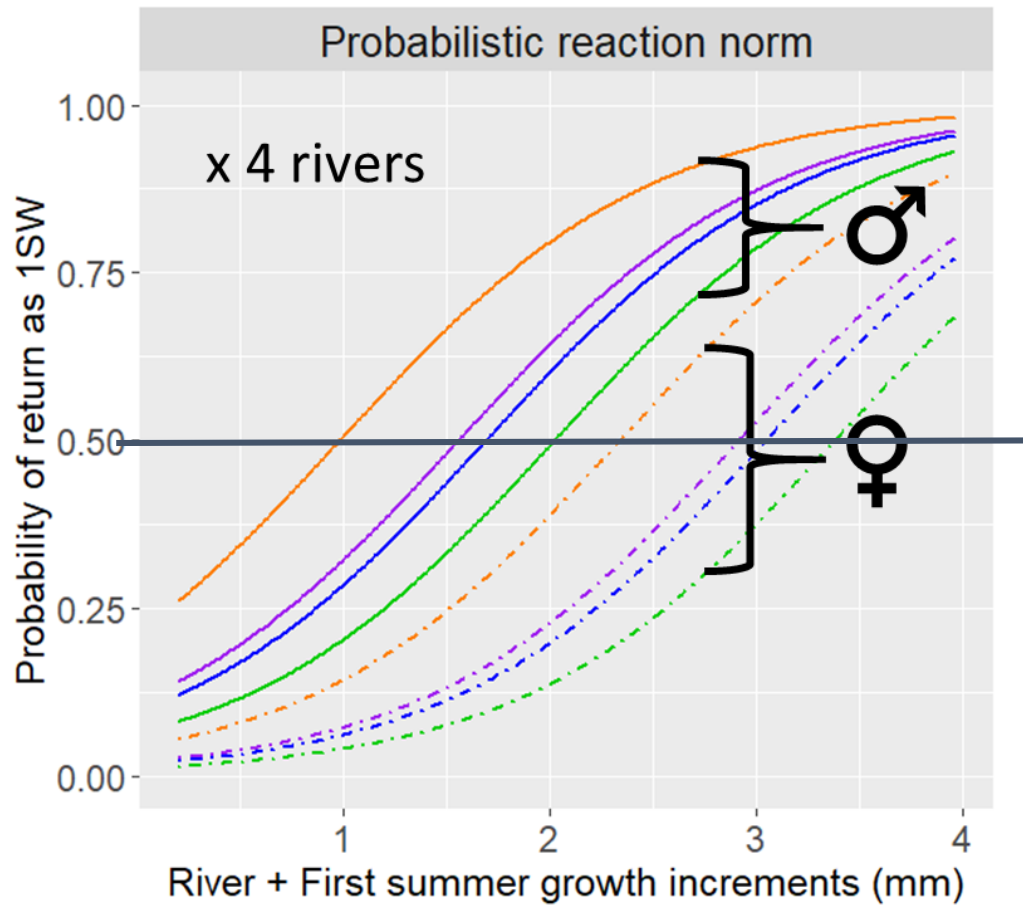 Probabilistic reaction norm
x 4 rivers
♂
♀
Probability of return as 1SW
1.00
0.75
0.50
0.25
0.00
1 2 3 4
River + First summer growth increments (mm)